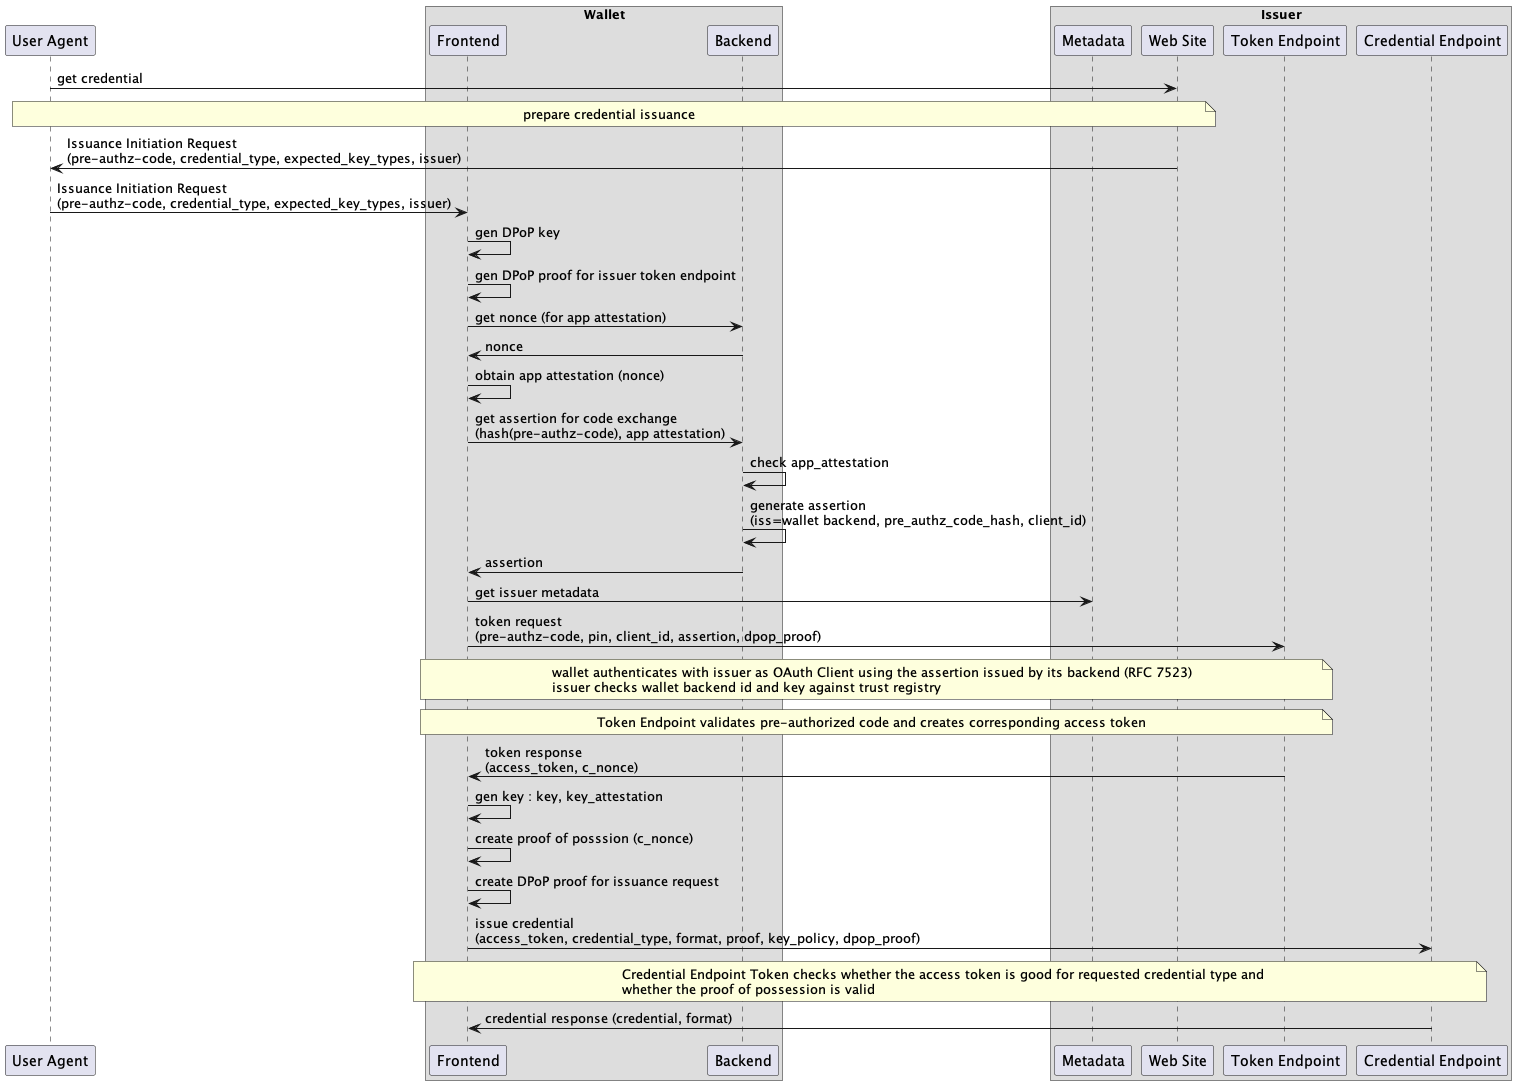 Wallet
Issuer
User Agent
Frontend
Backend
Metadata
Web Site
Token Endpoint
Credential Endpoint
get credential
prepare credential issuance
Issuance Initiation Request
(pre-authz-code, credential_type, expected_key_types, issuer)
Issuance Initiation Request
(pre-authz-code, credential_type, expected_key_types, issuer)
gen DPoP key
gen DPoP proof for issuer token endpoint
get nonce (for app attestation)
nonce
obtain app attestation (nonce)
get assertion for code exchange
(hash(pre-authz-code), app attestation)
check app_attestation
generate assertion
(iss=wallet backend, pre_authz_code_hash, client_id)
assertion
get issuer metadata
token request
(pre-authz-code, pin, client_id, assertion, dpop_proof)
wallet authenticates with issuer as OAuth Client using the assertion issued by its backend (RFC 7523)
issuer checks wallet backend id and key against trust registry
Token Endpoint validates pre-authorized code and creates corresponding access token
token response
(access_token, c_nonce)
gen key : key, key_attestation
create proof of posssion (c_nonce)
create DPoP proof for issuance request
issue credential
(access_token, credential_type, format, proof, key_policy, dpop_proof)
Credential Endpoint Token checks whether the access token is good for requested credential type and
whether the proof of possession is valid
credential response (credential, format)
User Agent
Frontend
Backend
Metadata
Web Site
Token Endpoint
Credential Endpoint